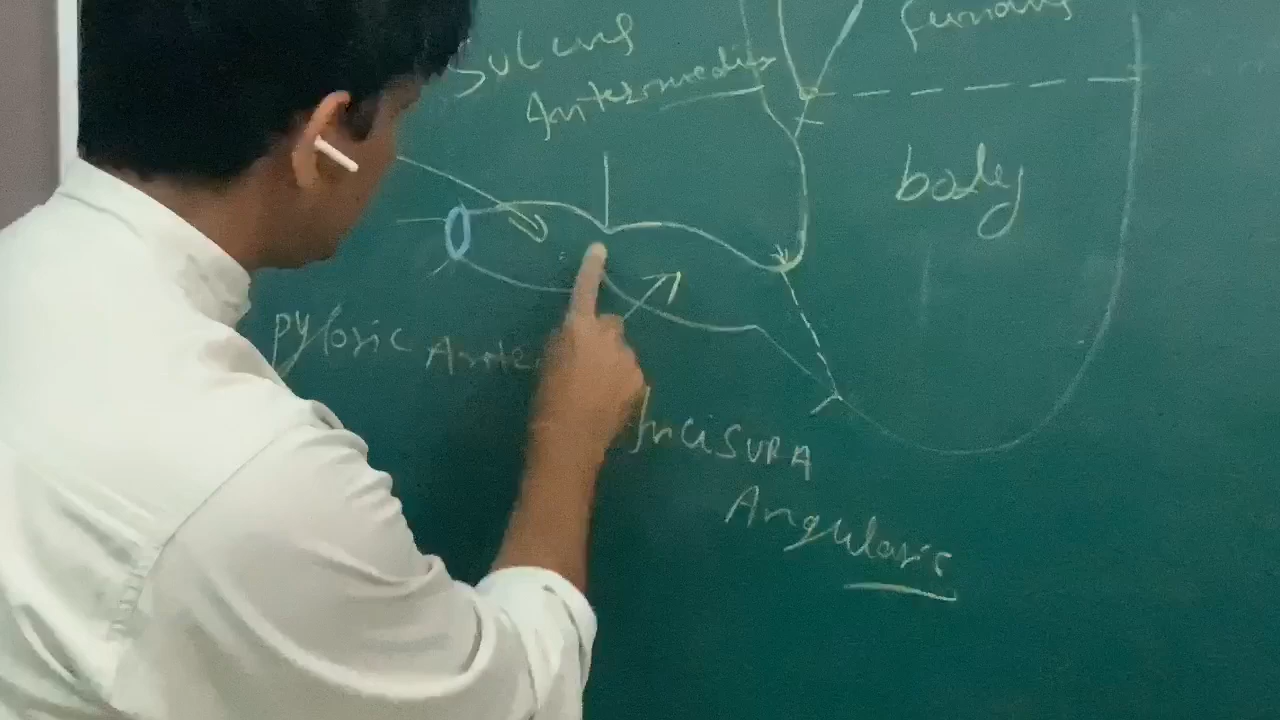 Fundus
Sulcus
Intermedius
body
Pyloric Antr
INCISURA
Angularis